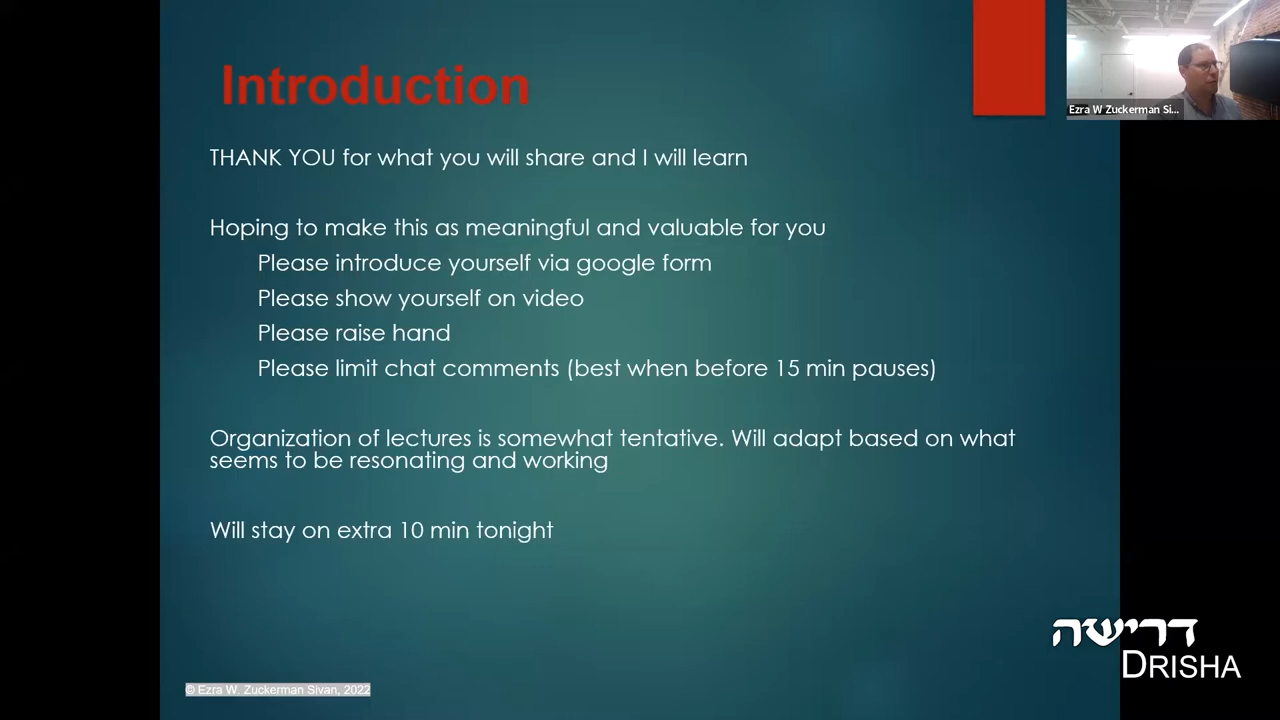 Introduction
Ezra W Zuckerman Si...
THANK YOU for what you will share and I will learn
Hoping to make this as meaningful and valuable for you
Please introduce yourself via google form
Please show yourself on video
Please raise hand
Please limit chat comments (best when before 15 min pauses)
Organization of lectures is somewhat tentative. Will adapt based on what
seems to be resonating and working
Will stay on extra 10 min tonight
דרישה
DRISHA
© Ezra W. Zuckerman Sivan, 2022